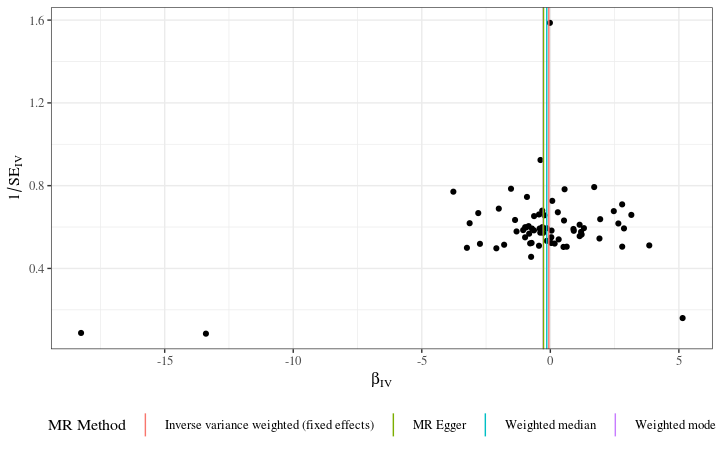 1.6
1.2
0.8
0.4
1/SE_IV
-15
-10
-5
0
5
β_IV
MR Method
Inverse variance weighted (fixed effects)
MR Egger
Weighted median
Weighted mode